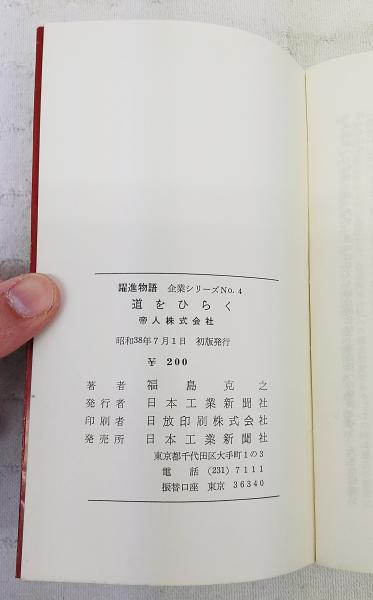 躍進物語 企業シリーズNo. 4
道をひらく
帝人株式会社
昭和38年7月1日 初版発行
¥ 200
著者 福島克之
発行者 日本工業新聞社
印刷者 日放印刷株式会社
発売所 日本工業新聞社
東京都千代田区大手町1の3
電話 (231) 7111
振替口座 東京 36340